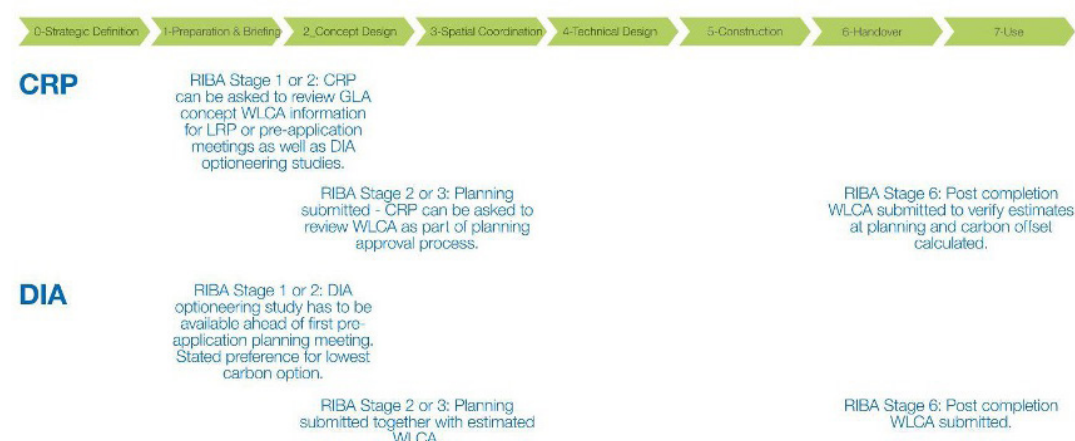 0-Strategic Definition
1-Preparation & Briefing
2_Concept Design
3-Spatial Coordination
4-Technical Design
5-Construction
6-Handover
7-Use
CRP
RIBA Stage 1 or 2: CRP
can be asked to review GLA
concept WLCA information
for LRP or pre-application
meetings as well as DIA
optioneering studies.
RIBA Stage 2 or 3: Planning
submitted - CRP can be asked to
review WLCA as part of planning
approval process.
RIBA Stage 6: Post completion
WLCA submitted to verify estimates
at planning and carbon offset
calculated.
DIA
RIBA Stage 1 or 2: DIA
optioneering study has to be
available ahead of first pre-
application planning meeting.
Stated preference for lowest
carbon option.
RIBA Stage 2 or 3: Planning
submitted together with estimated
WLCA
RIBA Stage 6: Post completion
WLCA submitted.